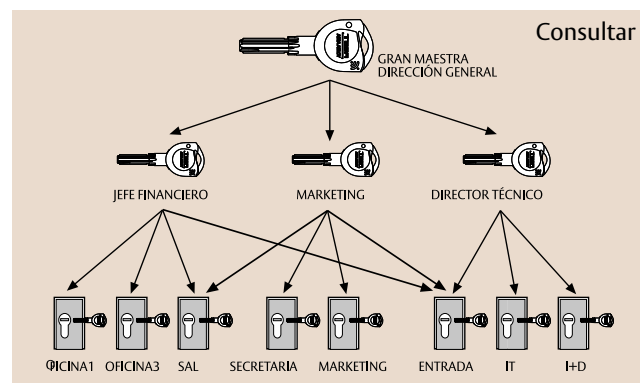 Consultar
GRAN MAESTRA
DIRECCIÓN GENERAL
JEFE FINANCIERO
MARKETING
DIRECTOR TÉCNICO
OFICINA1
OFICINA3
SAL
SECRETARIA
MARKETING
ENTRADA
IT
I+D